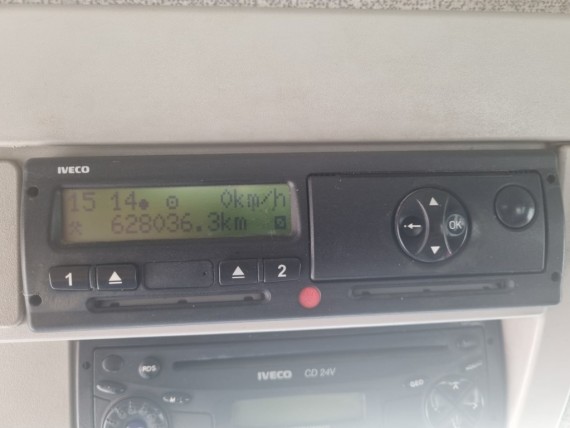 IVECO
15 14 0km/h
628036.3km
1 2
OK
IVECO CD 24V